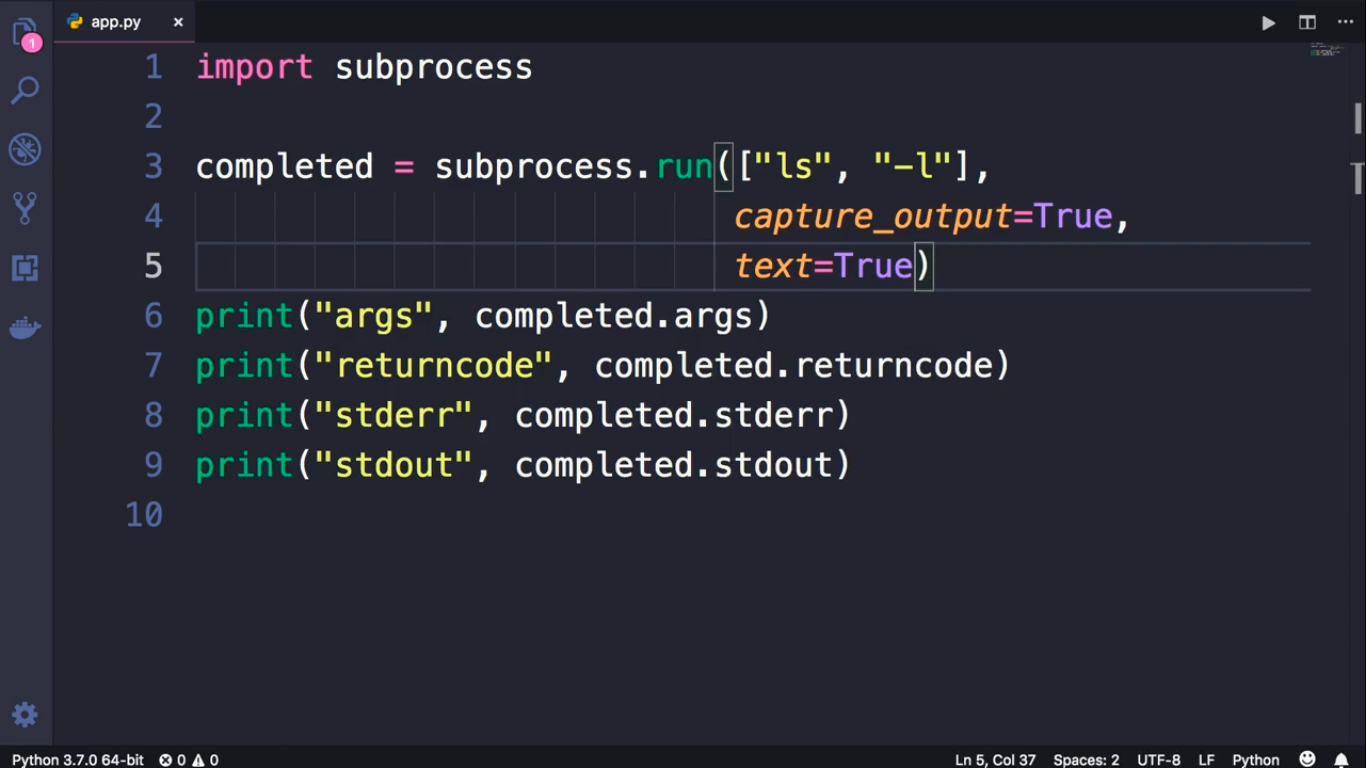 app.py ×
1
1 import subprocess
2
3 completed = subprocess.run(["ls", "-l"],
4 capture_output=True,
5 text=True)
6 print("args", completed.args)
7 print("returncode", completed.returncode)
8 print("stderr", completed.stderr)
9 print("stdout", completed.stdout)
10
Python 3.7.0 64-bit 0 0 Ln 5, Col 37 Spaces: 2 UTF-8 LF Python